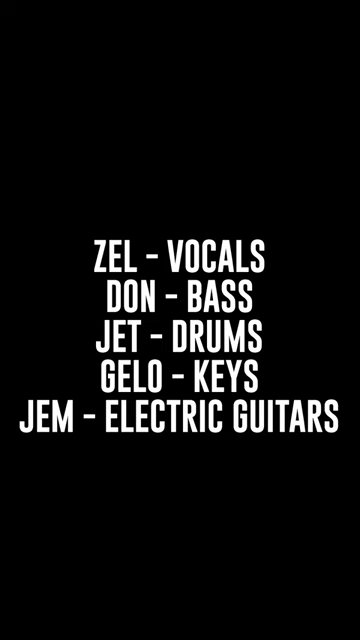 ZEL - VOCALS
DON - BASS
JET - DRUMS
GELO - KEYS
JEM - ELECTRIC GUITARS